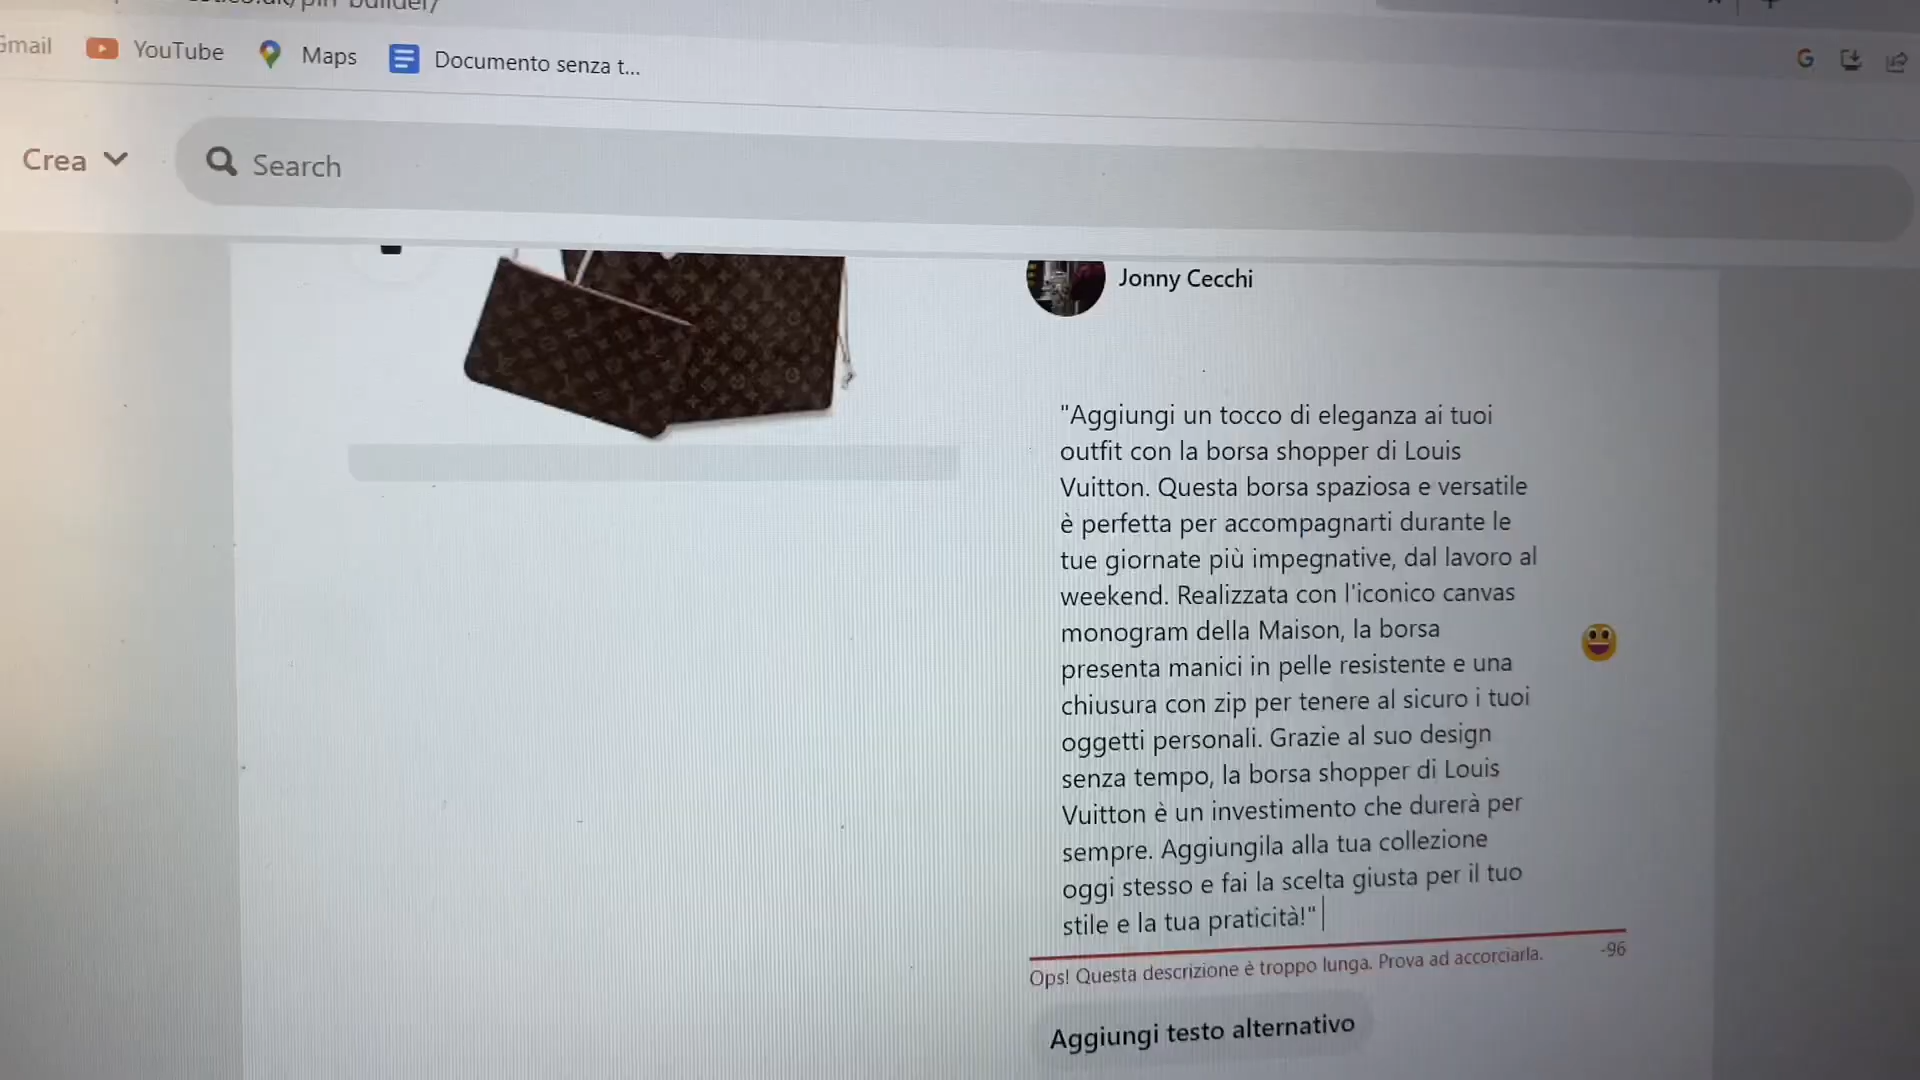 pin-builder/
Gmail
YouTube
Maps
Documento senza t...
Crea
Search
Jonny Cecchi
"Aggiungi un tocco di eleganza ai tuoi
outfit con la borsa shopper di Louis
Vuitton. Questa borsa spaziosa e versatile
è perfetta per accompagnarti durante le
tue giornate più impegnative, dal lavoro al
weekend. Realizzata con l'iconico canvas
monogram della Maison, la borsa
presenta manici in pelle resistente e una
chiusura con zip per tenere al sicuro i tuoi
oggetti personali. Grazie al suo design
senza tempo, la borsa shopper di Louis
Vuitton è un investimento che durerà per
sempre. Aggiungila alla tua collezione
oggi stesso e fai la scelta giusta per il tuo
stile e la tua praticità!"
Ops! Questa descrizione è troppo lunga. Prova ad accorciarla. -96
Aggiungi testo alternativo